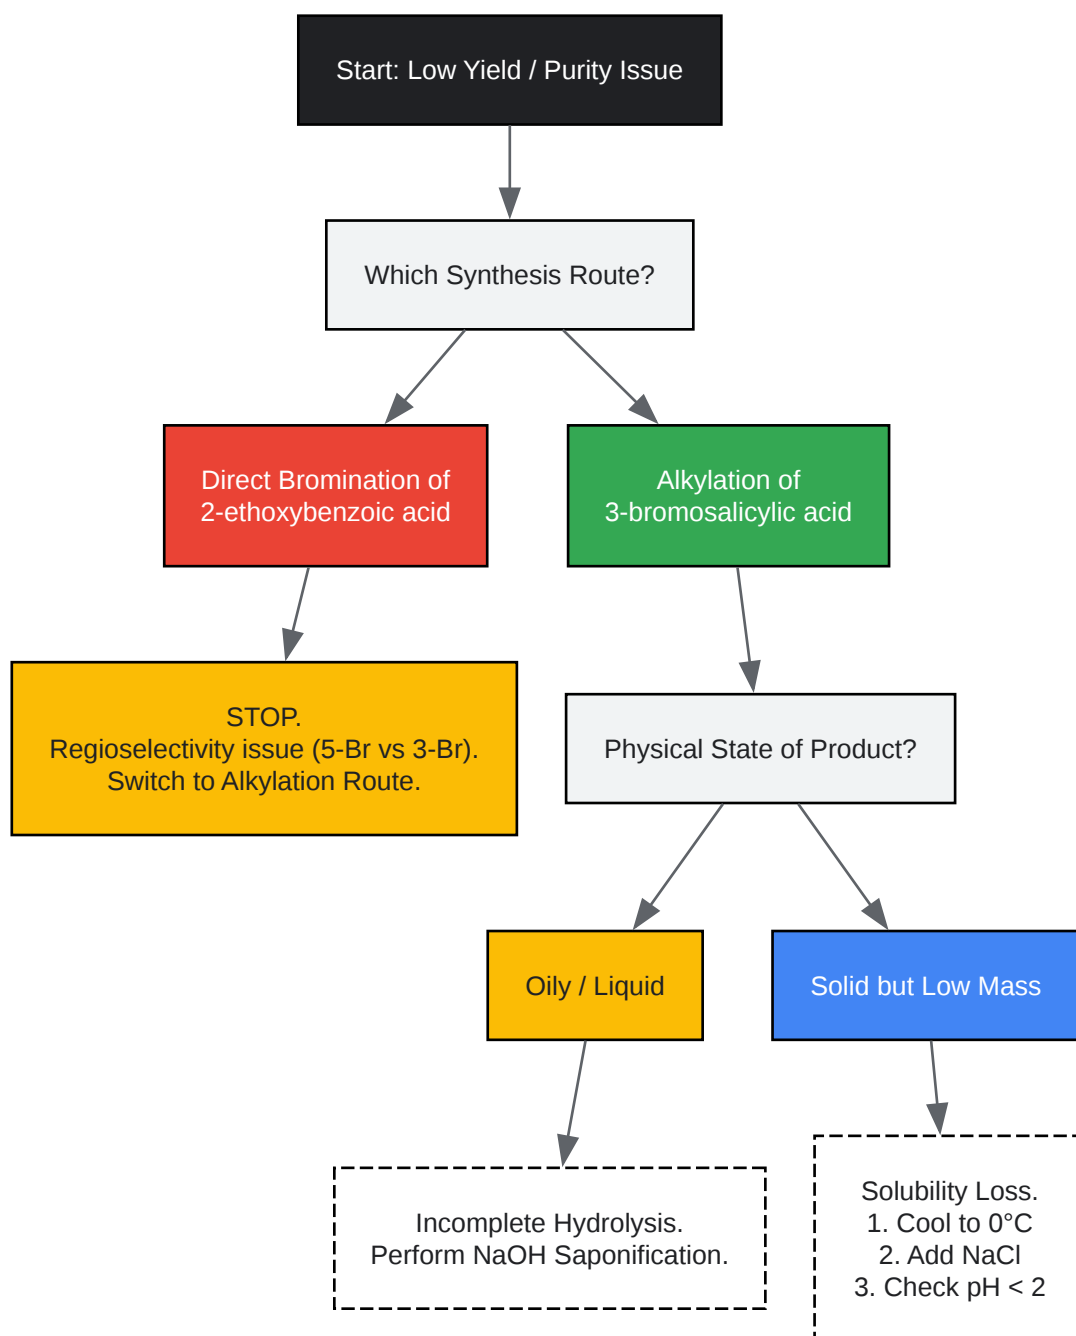 Start: Low Yield / Purity Issue
Which Synthesis Route?
Direct Bromination of
2-ethoxybenzoic acid
Alkylation of
3-bromosalicylic acid
STOP.
Regioselectivity issue (5-Br vs 3-Br).
Switch to Alkylation Route.
Physical State of Product?
Oily / Liquid
Solid but Low Mass
Incomplete Hydrolysis.
Perform NaOH Saponification.
Solubility Loss.
1. Cool to 0°C
2. Add NaCl
3. Check pH < 2